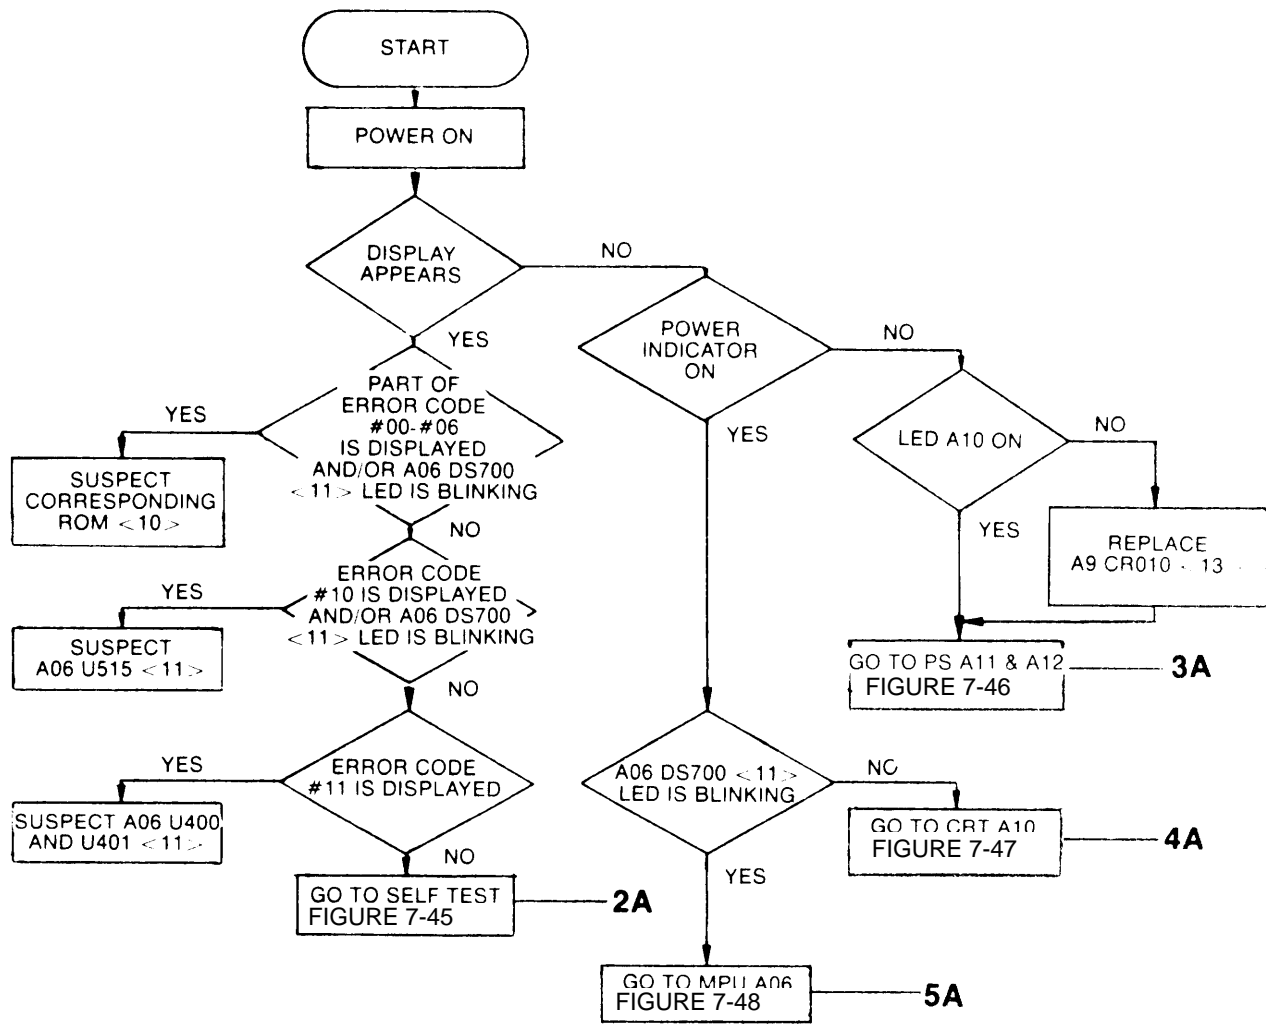 START
POWER ON
DISPLAY
APPEARS
NO
YES
POWER
INDICATOR
ON
NO
YES
PART OF
ERROR CODE
#00-#06
IS DISPLAYED
AND/OR A06 DS700
<11> LED IS BLINKING
YES
NO
SUSPECT
CORRESPONDING
ROM <10>
LED A10 ON
NO
YES
REPLACE
A9 CR010 < 13
ERROR CODE
#10 IS DISPLAYED
AND/OR A06 DS700
<11> LED IS BLINKING
YES
NO
SUSPECT
A06 U515 <11>
GO TO PS A11 & A12
FIGURE 7-46
3A
ERROR CODE
#11 IS DISPLAYED
YES
NO
SUSPECT A06 U400
AND U401 <11>
A06 DS700 <11>
LED IS BLINKING
NO
YES
GO TO CRT A10
FIGURE 7-47
4A
GO TO SELF TEST
FIGURE 7-45
2A
GO TO MPU A06
FIGURE 7-48
5A